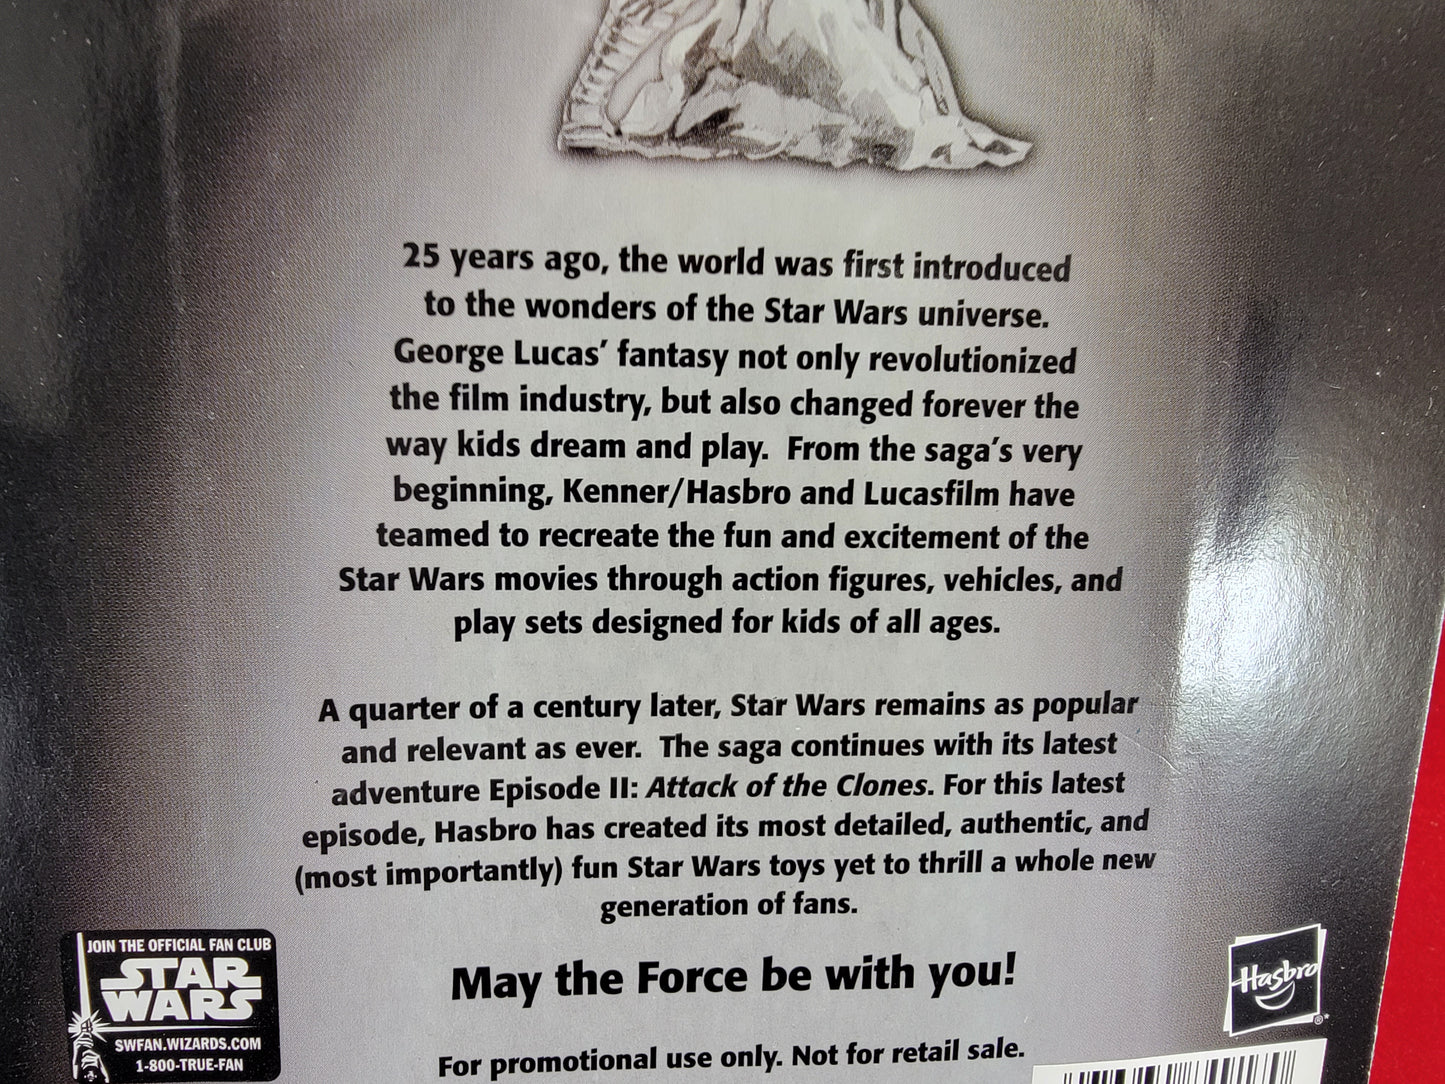 25 years ago, the world was first introduced
to the wonders of the Star Wars universe.
George Lucas’ fantasy not only revolutionized
the film industry, but also changed forever the
way kids dream and play. From the saga’s very
beginning, Kenner/Hasbro and Lucasfilm have
teamed to recreate the fun and excitement of the
Star Wars movies through action figures, vehicles, and
play sets designed for kids of all ages.
A quarter of a century later, Star Wars remains as popular
and relevant as ever. The saga continues with its latest
adventure Episode II: Attack of the Clones. For this latest
episode, Hasbro has created its most detailed, authentic, and
(most importantly) fun Star Wars toys yet to thrill a whole new
generation of fans.
May the Force be with you!
For promotional use only. Not for retail sale.
JOIN THE OFFICIAL FAN CLUB
STAR
WARS
SWFAN.WIZARDS.COM
1-800-TRUE-FAN
Hasbro
®*